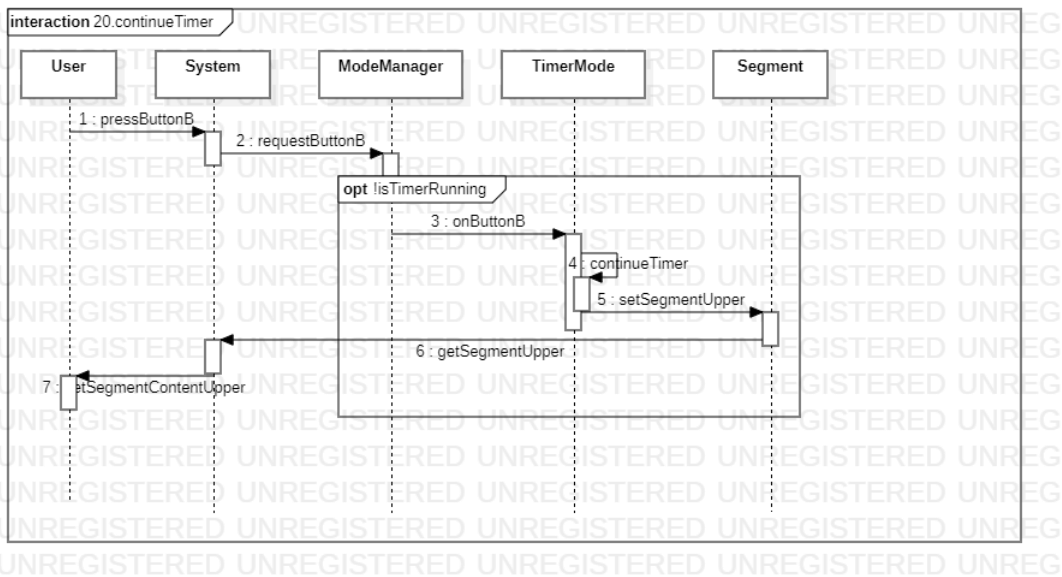 interaction 20.continueTimer
User
System
ModeManager
TimerMode
Segment
1 : pressButtonB
2 : requestButtonB
opt !isTimerRunning
3 : onButtonB
4 : continueTimer
5 : setSegmentUpper
6 : getSegmentUpper
7 : etSegmentContentUpper
UNREGISTERED UNREGISTERED UNREGISTERED UNREGISTERED UNREG